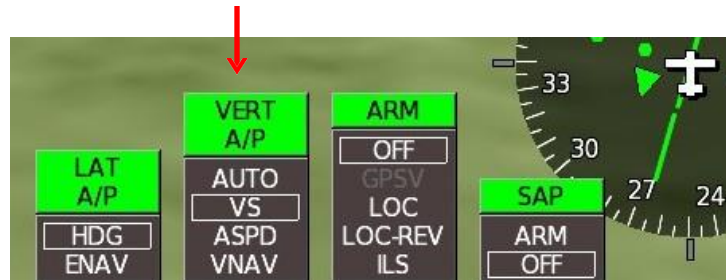 VERT
A/P
AUTO
VS
ASPD
VNAV
ARM
OFF
GPSV
LOC
LOC-REV
ILS
LAT
A/P
HDG
ENAV
SAP
ARM
OFF
33
30
27
24